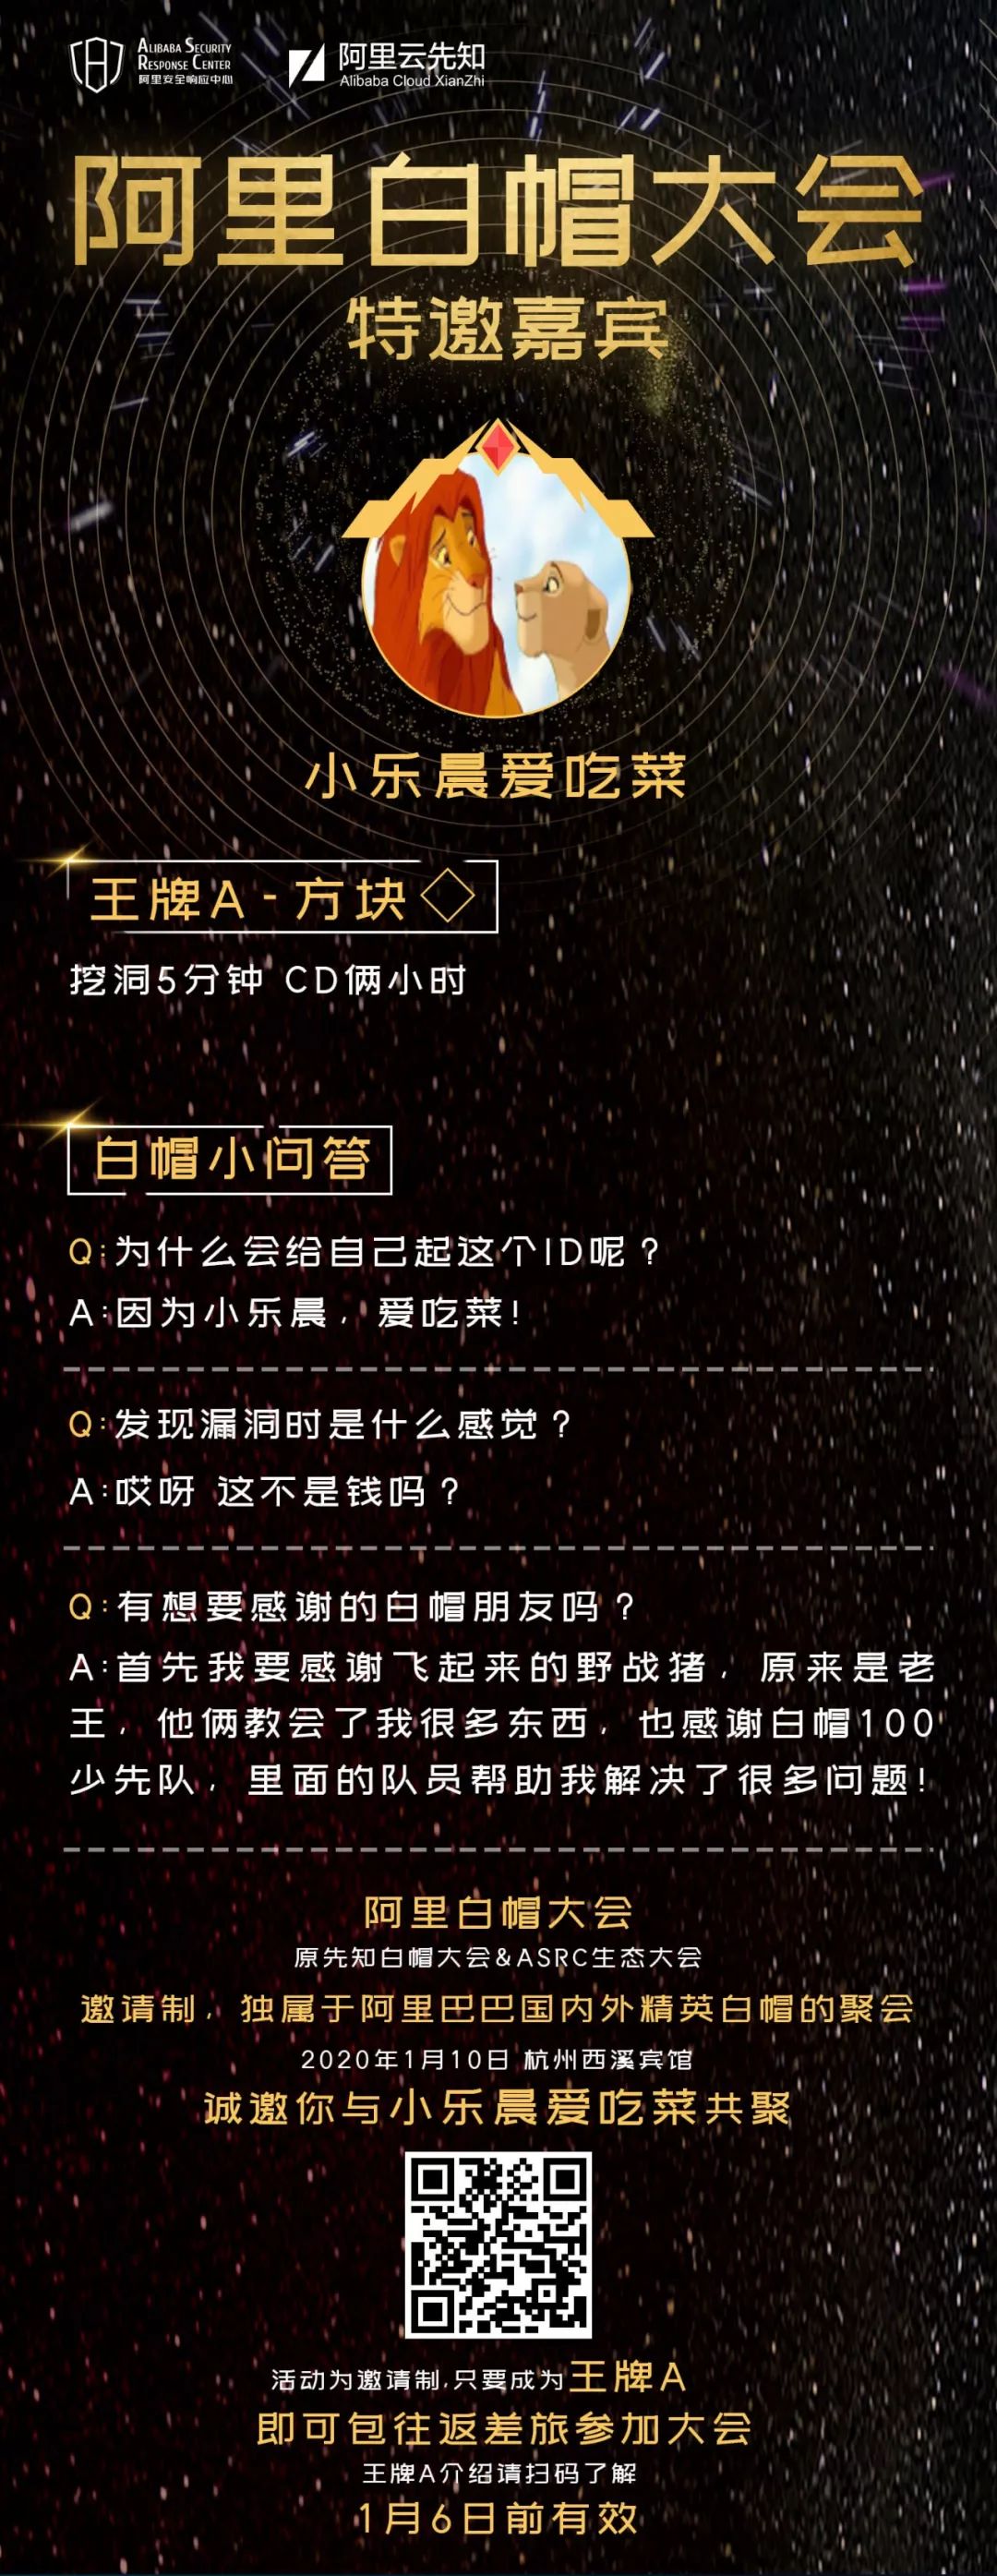 ALIBABA SECURITY
RESPONSE CENTER
阿里安全响应中心
阿里云先知
Alibaba Cloud XianZhi
阿里白帽大会
特邀嘉宾
小乐晨爱吃菜
王牌A-方块◇
挖洞5分钟 CD俩小时
白帽小问答
Q:为什么会给自己起这个ID呢？
A:因为小乐晨，爱吃菜！
Q:发现漏洞时是什么感觉？
A:哎呀 这不是钱吗？
Q:有想要感谢的白帽朋友吗？
A:首先我要感谢飞起来的野战猪，原来是老
王，他俩教会了我很多东西，也感谢白帽100
少先队，里面的队员帮助我解决了很多问题！
阿里白帽大会
原先知白帽大会&ASRC生态大会
邀请制，独属于阿里巴巴国内外精英白帽的聚会
2020年1月10日 杭州西溪宾馆
诚邀你与小乐晨爱吃菜共聚
活动为邀请制，只要成为王牌A
即可包往返差旅参加大会
王牌A介绍请扫码了解
1月6日前有效